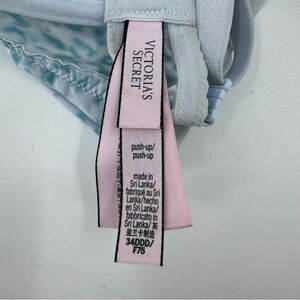 VICTORIA'S
SECRET
push-up/
push-up
made in
Sri Lanka/
fabriqué au Sri
Lanka/hecho
en Sri Lanka/
fabbricato in
Sri Lanka/ 斯
里兰卡制造
34DDD/
F75